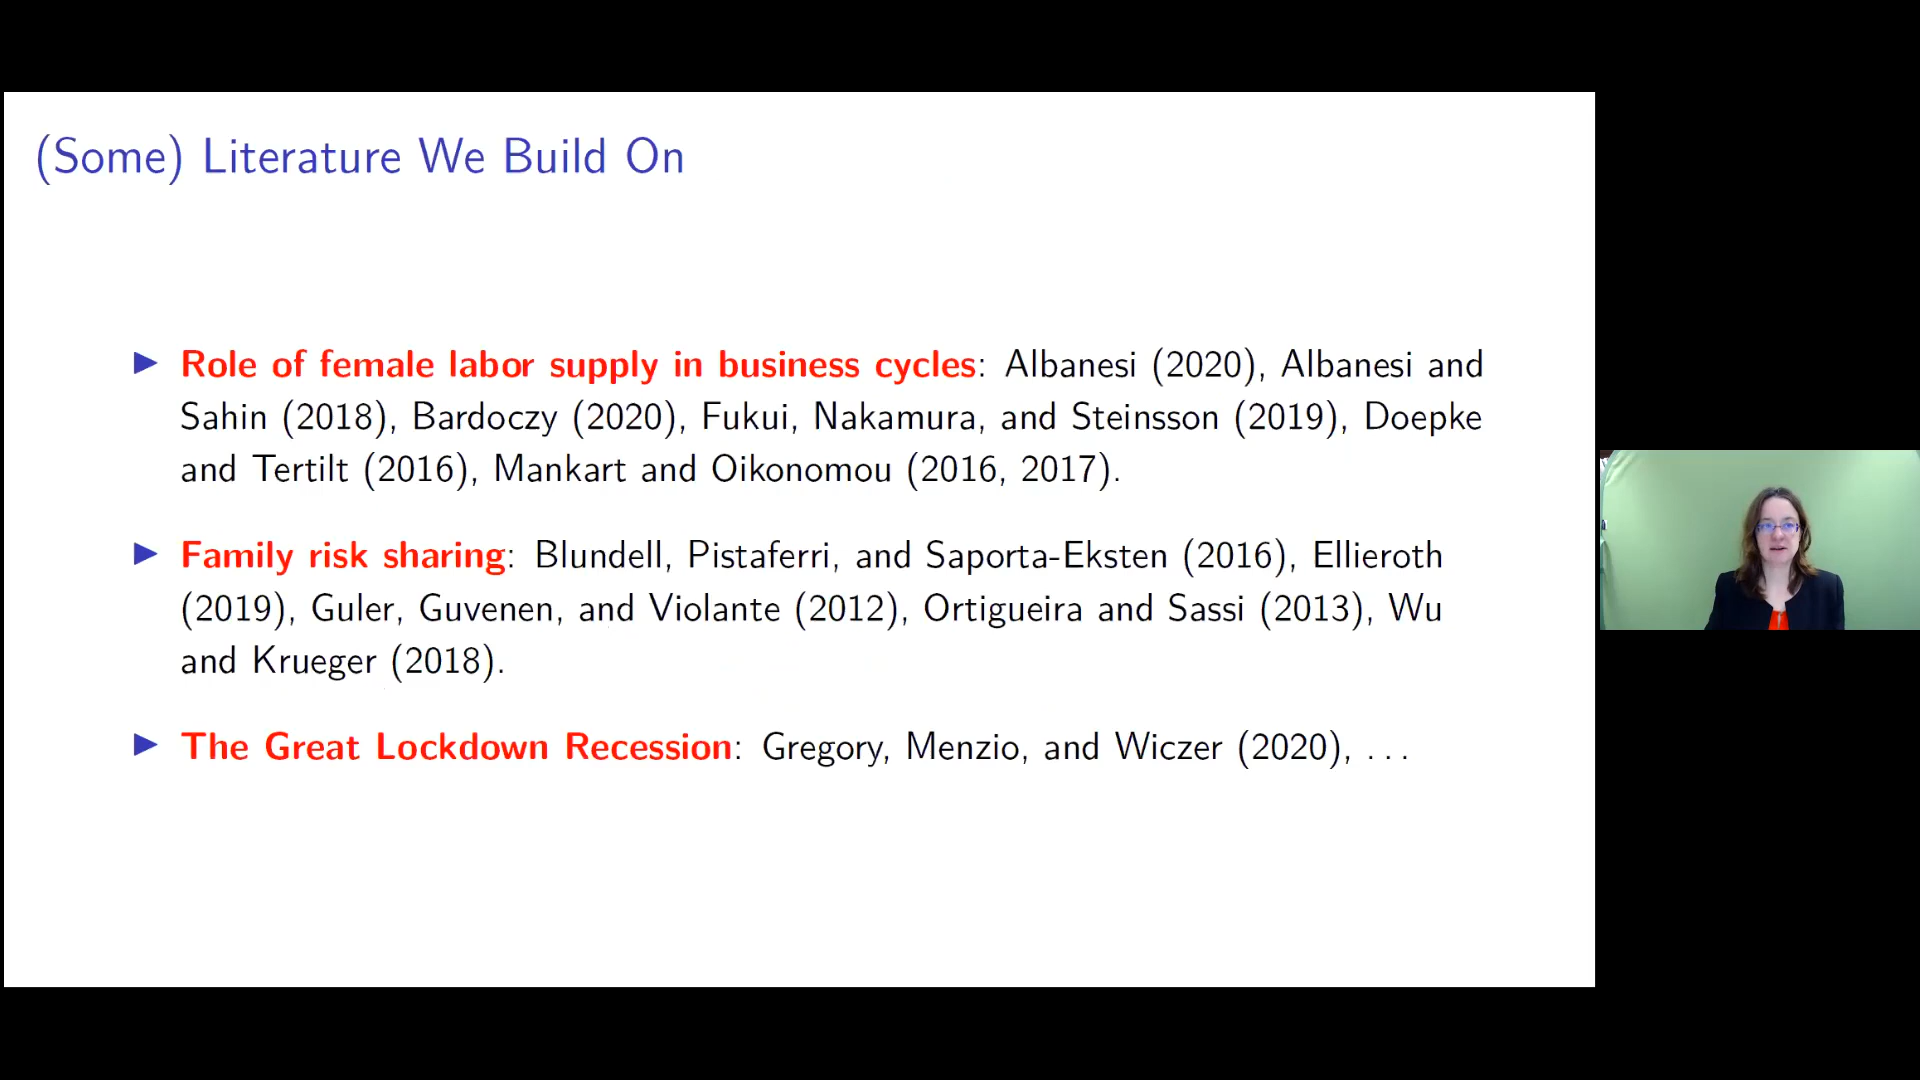 (Some) Literature We Build On
▶ Role of female labor supply in business cycles: Albanesi (2020), Albanesi and
Sahin (2018), Bardoczy (2020), Fukui, Nakamura, and Steinsson (2019), Doepke
and Tertilt (2016), Mankart and Oikonomou (2016, 2017).
▶ Family risk sharing: Blundell, Pistaferri, and Saporta-Eksten (2016), Ellieroth
(2019), Guler, Guvenen, and Violante (2012), Ortigueira and Sassi (2013), Wu
and Krueger (2018).
▶ The Great Lockdown Recession: Gregory, Menzio, and Wiczer (2020), . . .